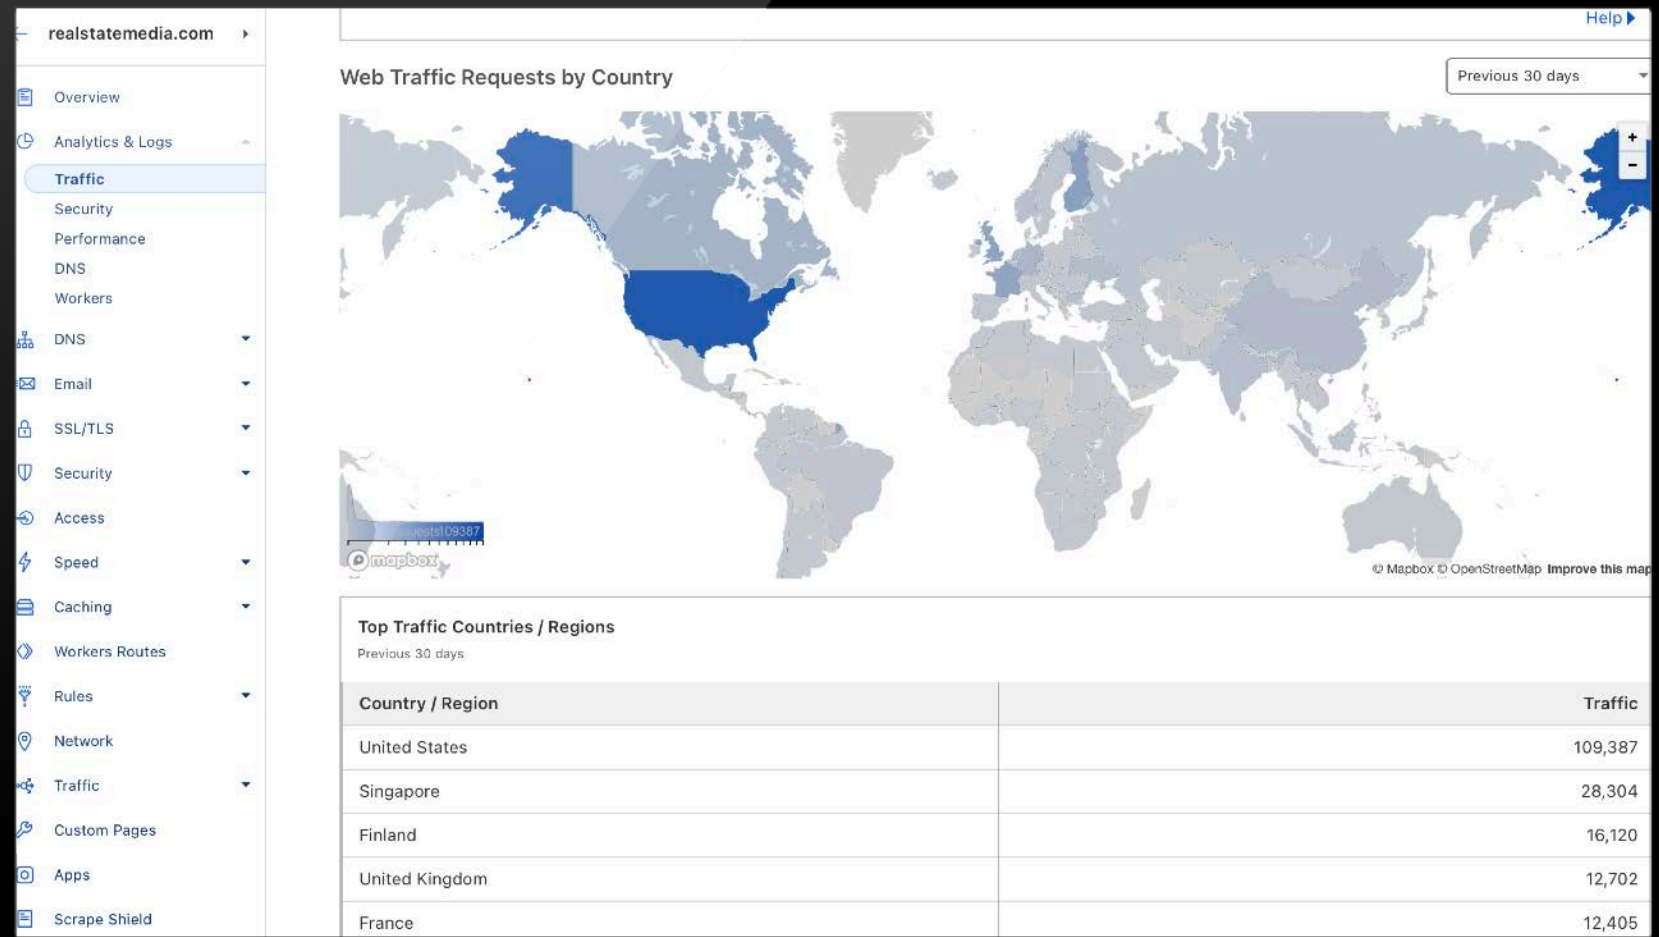 realstatemedia.com
Help
Web Traffic Requests by Country
Previous 30 days
Overview
Analytics & Logs
Traffic
Security
Performance
DNS
Workers
DNS
Email
SSL/TLS
Security
Access
Speed
Caching
Workers Routes
Rules
Network
Traffic
Custom Pages
Apps
Scrape Shield
+
-
109387
mapbox
© Mapbox © OpenStreetMap Improve this map
Top Traffic Countries / Regions
Previous 30 days
Country / Region Traffic
United States 109,387
Singapore 28,304
Finland 16,120
United Kingdom 12,702
France 12,405